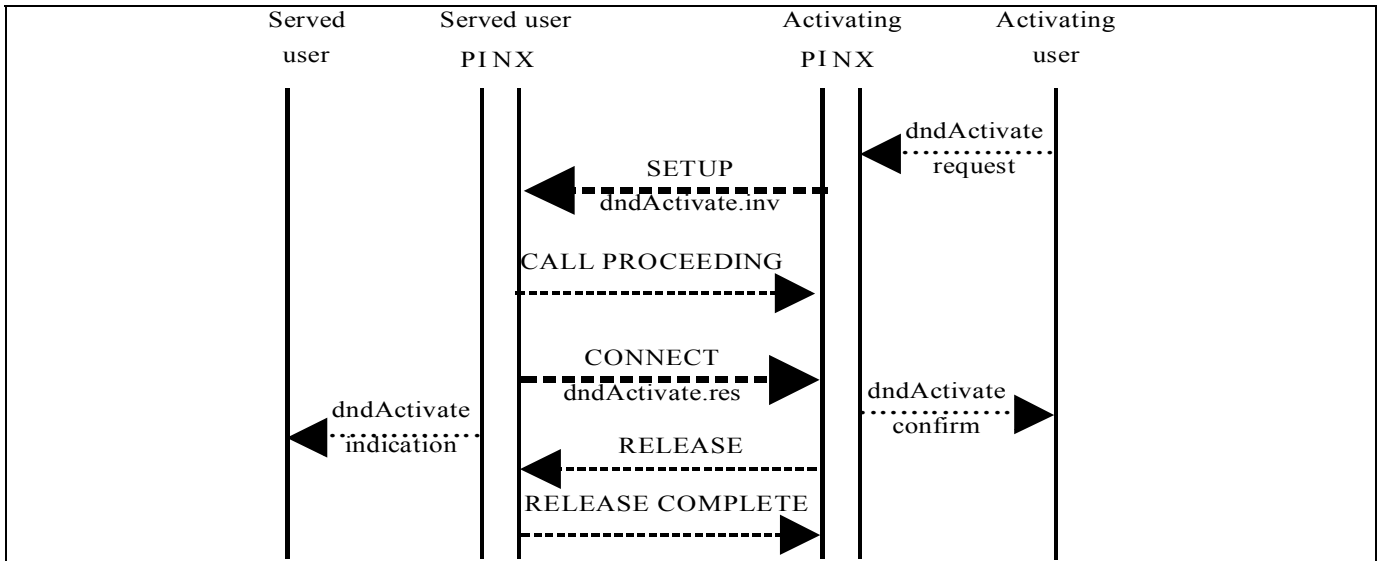 Served Served user Activating Activating
user PINX PINX user
dndActivate
request
SETUP
dndActivate.inv
CALL PROCEEDING
CONNECT
dndActivate.res
dndActivate
confirm
dndActivate
indication
RELEASE
RELEASE COMPLETE